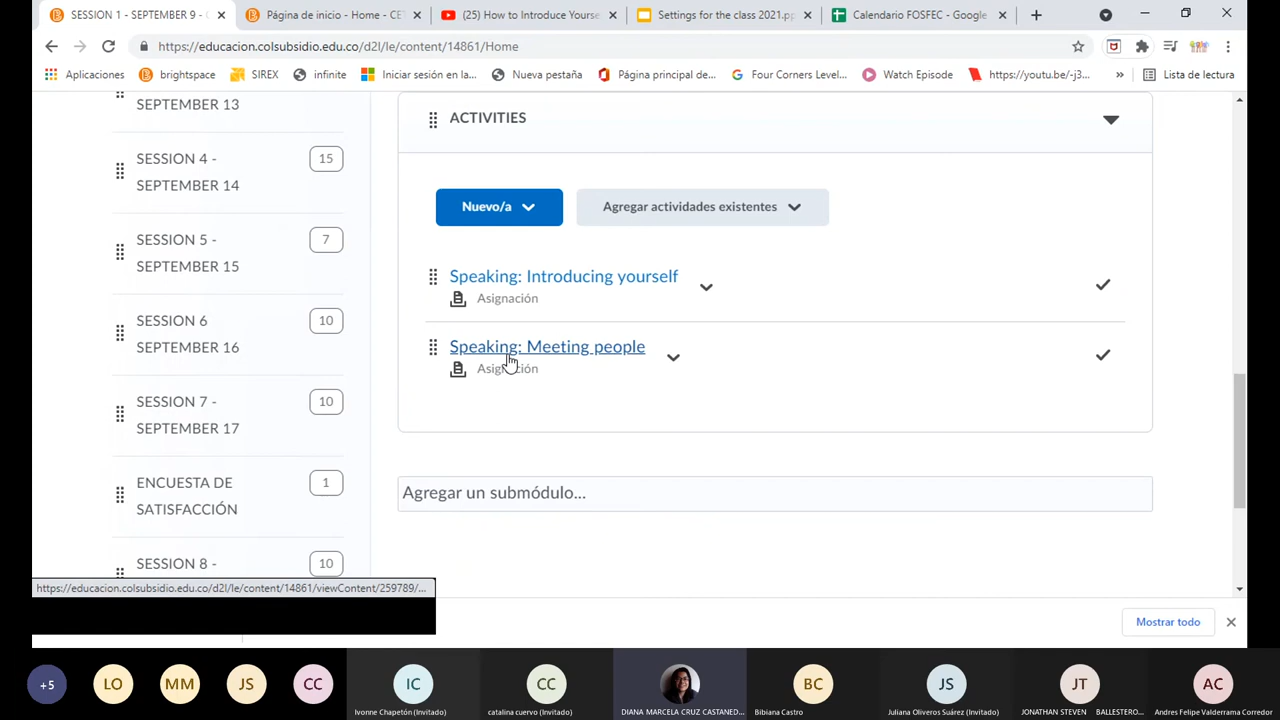 SESSION 1 - SEPTEMBER 9 -
Página de inicio - Home - CET
(25) How to Introduce Yourse
Settings for the class 2021.pp
Calendario FOSFEC - Google
https://educacion.colsubsidio.edu.co/d2l/le/content/14861/Home
Aplicaciones
brightspace
SIREX
infinite
Iniciar sesión en la...
Nueva pestaña
Página principal de...
Four Corners Level...
Watch Episode
https://youtu.be/-j3...
»
Lista de lectura
SEPTEMBER 13
SESSION 4 -
SEPTEMBER 14
15
SESSION 5 -
SEPTEMBER 15
7
SESSION 6
SEPTEMBER 16
10
SESSION 7 -
SEPTEMBER 17
10
ENCUESTA DE
SATISFACCIÓN
1
SESSION 8 -
10
ACTIVITIES
Nuevo/a
Agregar actividades existentes
Speaking: Introducing yourself
Asignación
Speaking: Meeting people
Asignación
Agregar un submódulo...
https://educacion.colsubsidio.edu.co/d2l/le/content/14861/viewContent/259789/...
Mostrar todo
+5
LO
MM
JS
CC
IC
Ivonne Chapetón (Invitado)
CC
catalina cuervo (Invitado)
DIANA MARCELA CRUZ CASTANED...
BC
Bibiana Castro
JS
Juliana Oliveros Suárez (Invitado)
JT
JONATHAN STEVEN BALLESTERO...
AC
Andres Felipe Valderrama Corredor